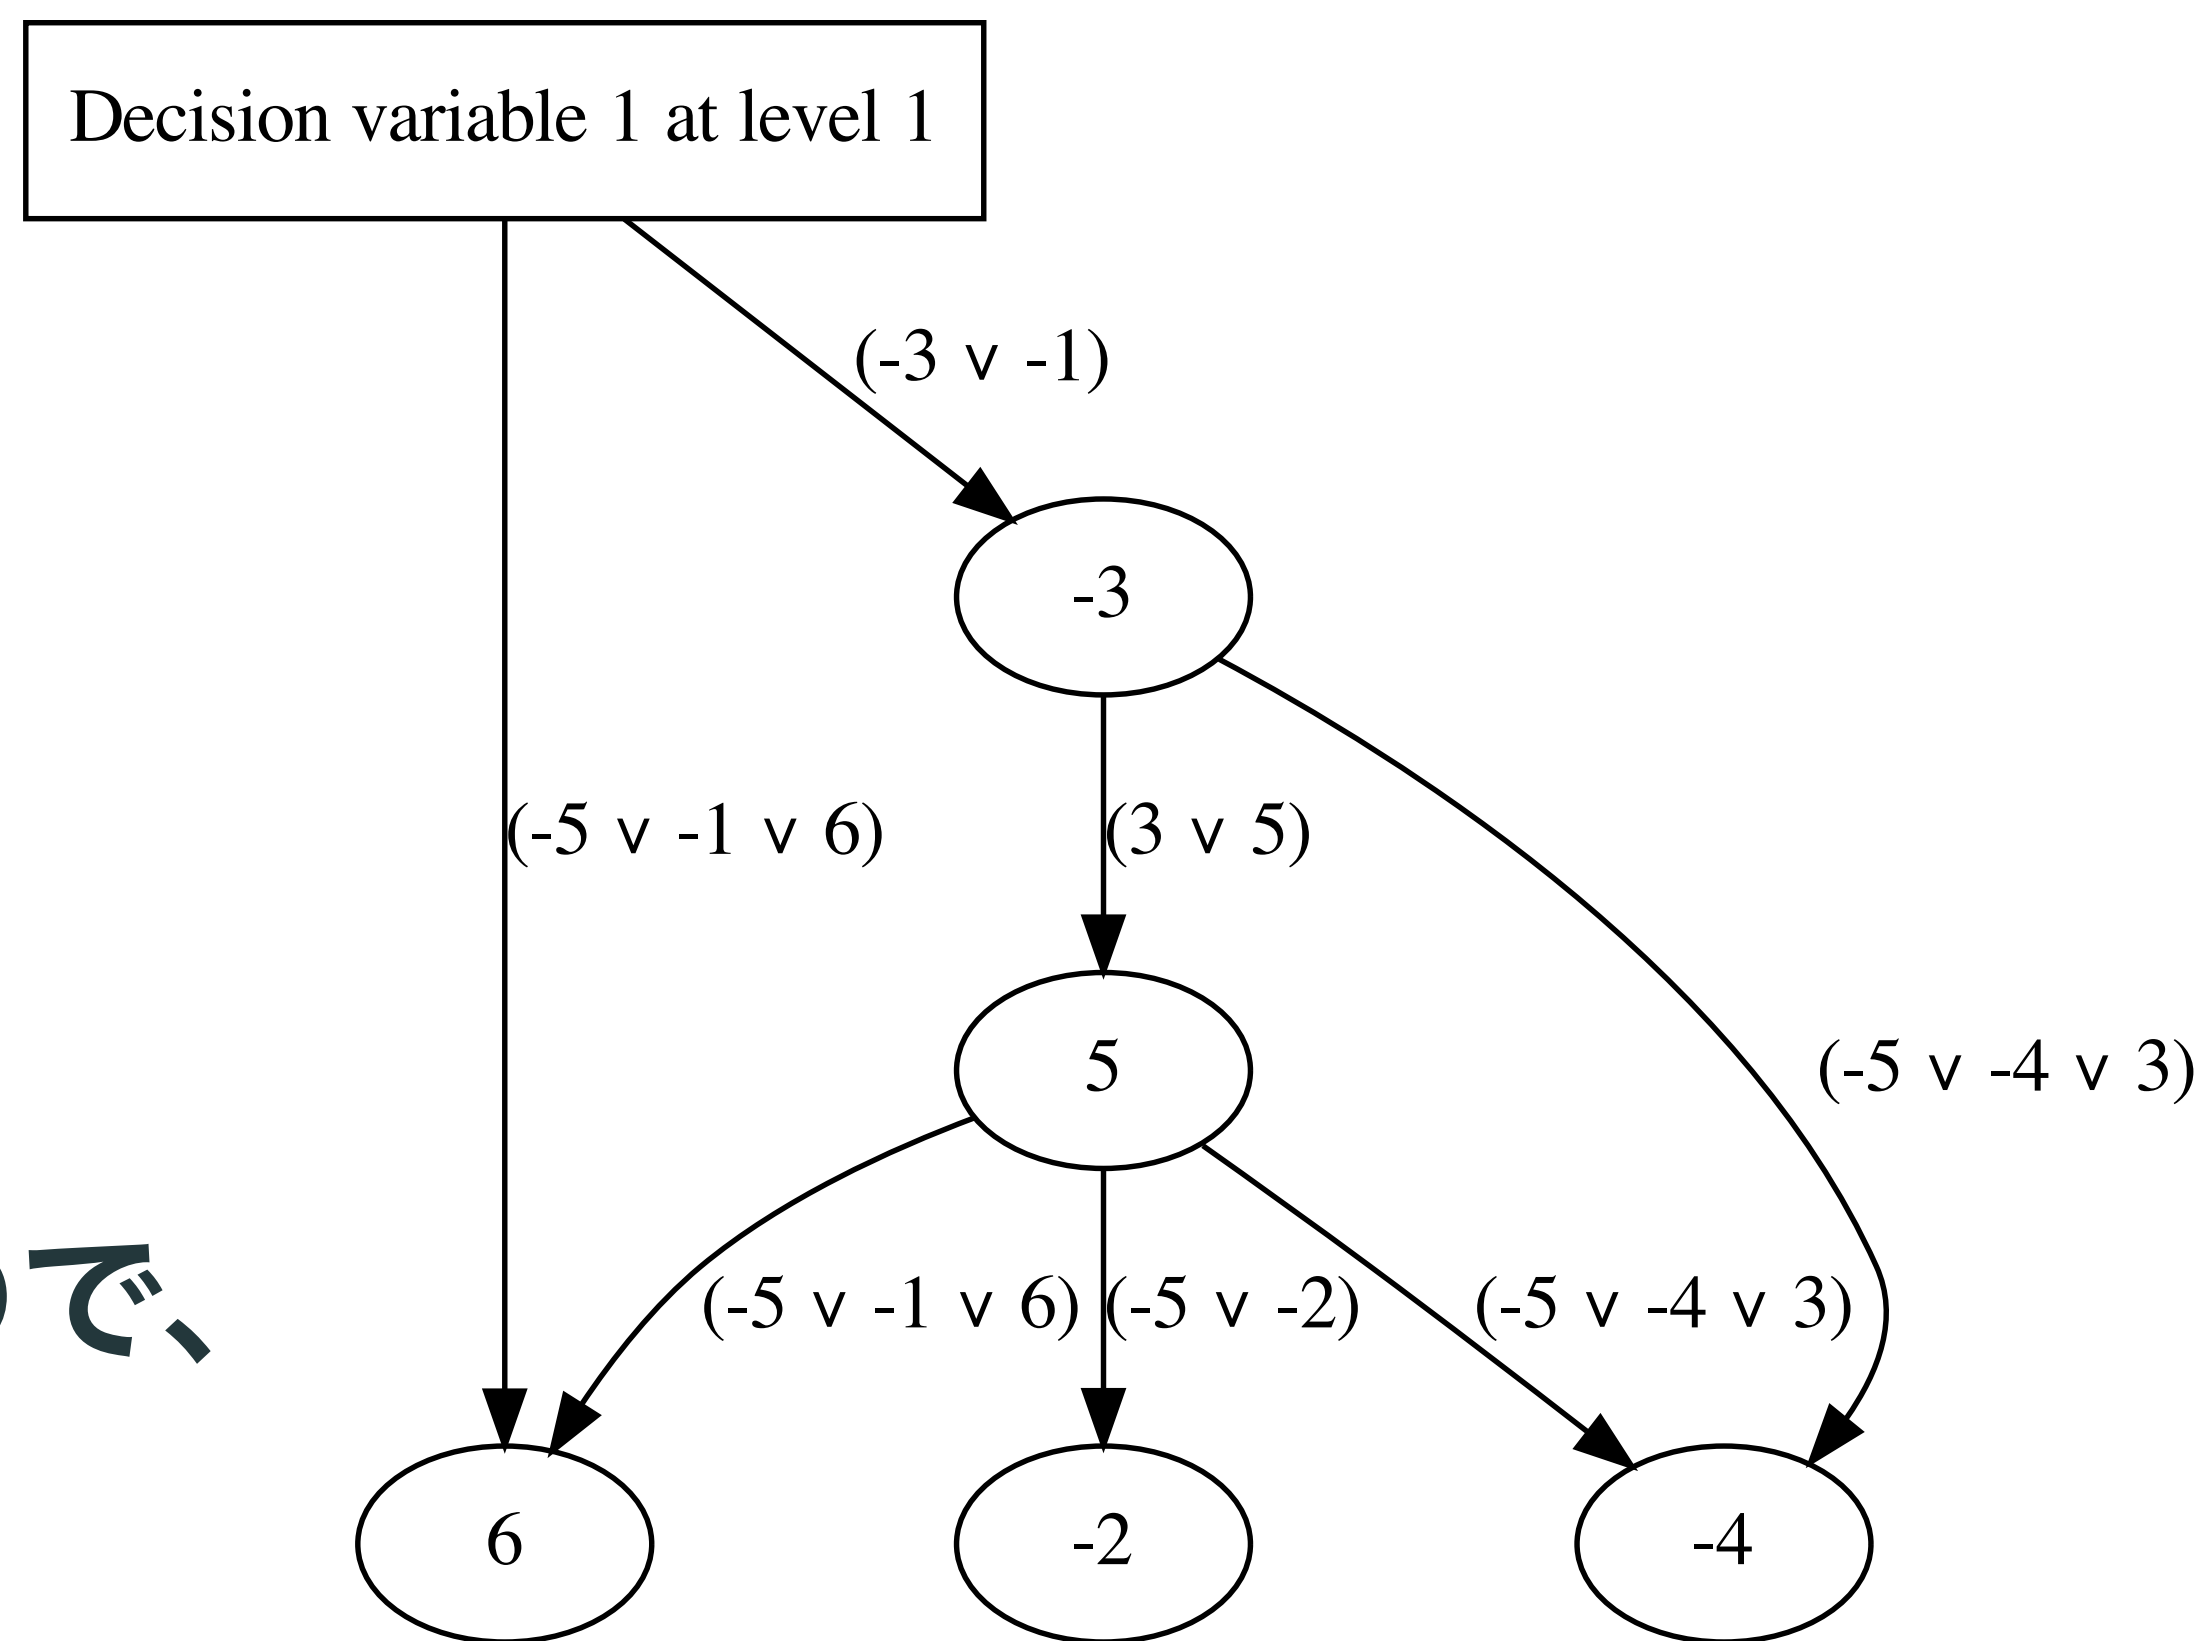 Decision variable 1 at level 1
(-3 ∨ -1)
-3
(-5 ∨ -1 ∨ 6)
(3 ∨ 5)
5
(-5 ∨ -4 ∨ 3)
(-5 ∨ -1 ∨ 6)
(-5 ∨ -2)
(-5 ∨ -4 ∨ 3)
で、
6
-2
-4